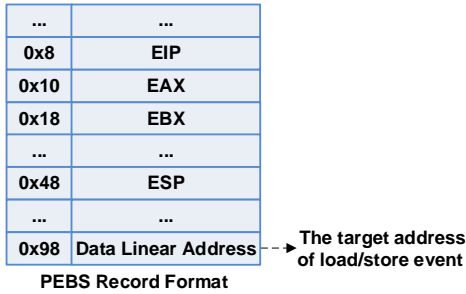 ... ...
0x8 EIP
0x10 EAX
0x18 EBX
... ...
0x48 ESP
... ...
0x98 Data Linear Address
The target address
of load/store event
PEBS Record Format